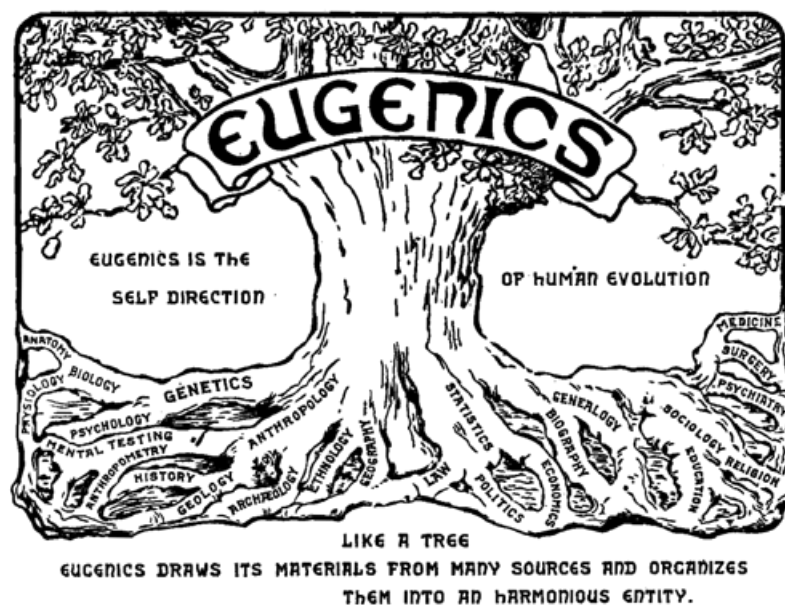 EUGENICS
EUGENICS IS THE
SELF DIRECTION
OF HUMAN EVOLUTION
ANATOMY
BIOLOGY
PHYSIOLOGY
GENETICS
PSYCHOLOGY
MENTAL TESTING
ANTHROPOMETRY
HISTORY
GEOLOGY
ANTHROPOLOGY
ARCHÆOLOGY
ETHNOLOGY
GEOGRAPHY
LAW
STATISTICS
POLITICS
ECONOMICS
BIOGRAPHY
GENEALOGY
EDUCATION
SOCIOLOGY
RELIGION
PSYCHIATRY
SURGERY
MEDICINE
LIKE A TREE
EUGENICS DRAWS ITS MATERIALS FROM MANY SOURCES AND ORGANIZES
THEM INTO AN HARMONIOUS ENTITY.